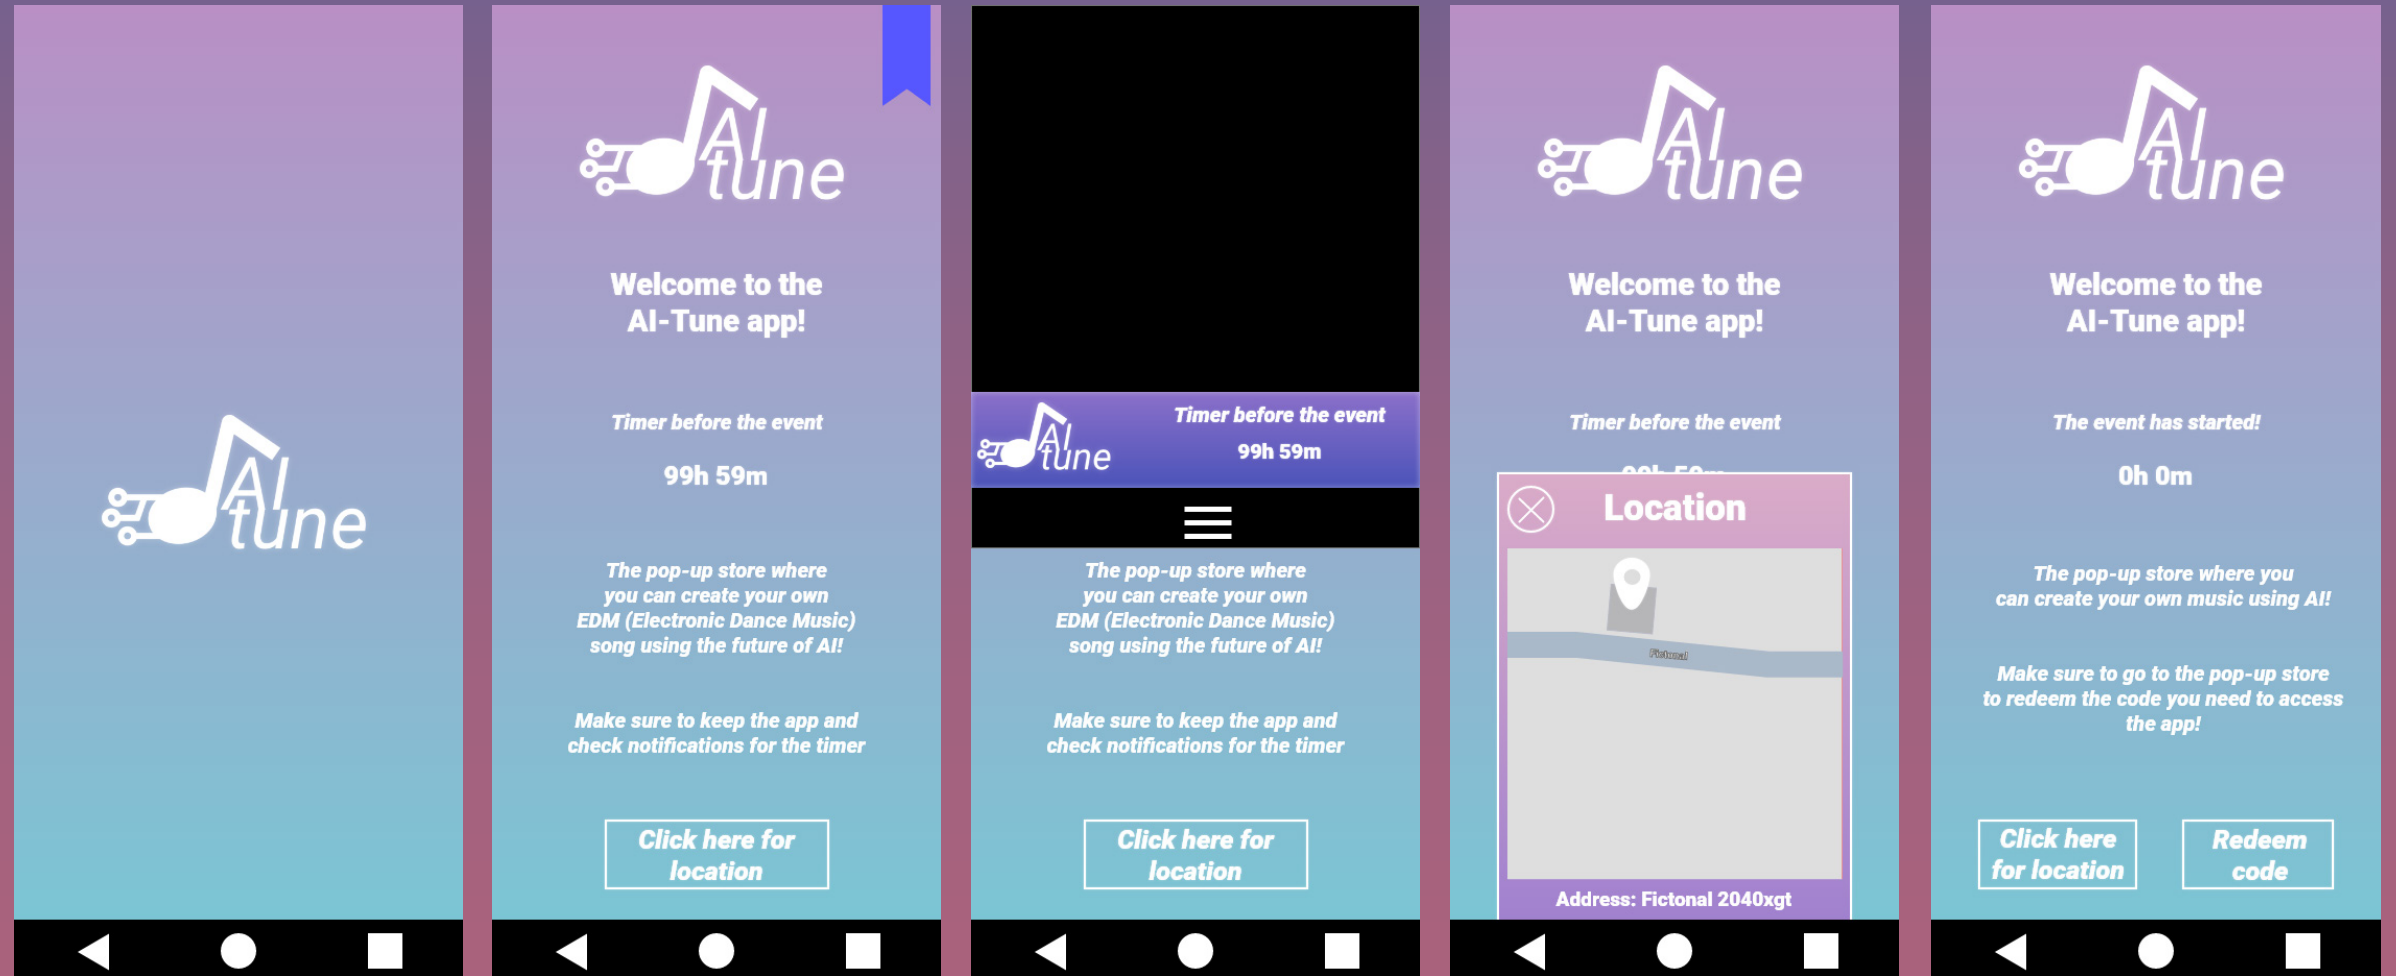 AI
tune
AI
tune
Welcome to the
AI-Tune app!
Timer before the event
99h 59m
The pop-up store where
you can create your own
EDM (Electronic Dance Music)
song using the future of AI!
Make sure to keep the app and
check notifications for the timer
Click here for
location
AI
tune
Timer before the event
99h 59m
The pop-up store where
you can create your own
EDM (Electronic Dance Music)
song using the future of AI!
Make sure to keep the app and
check notifications for the timer
Click here for
location
AI
tune
Welcome to the
AI-Tune app!
Timer before the event
99h 59m
Location
Fictonal
Address: Fictonal 2040xgt
AI
tune
Welcome to the
AI-Tune app!
The event has started!
0h 0m
The pop-up store where you
can create your own music using AI!
Make sure to go to the pop-up store
to redeem the code you need to access
the app!
Click here
for location
Redeem
code